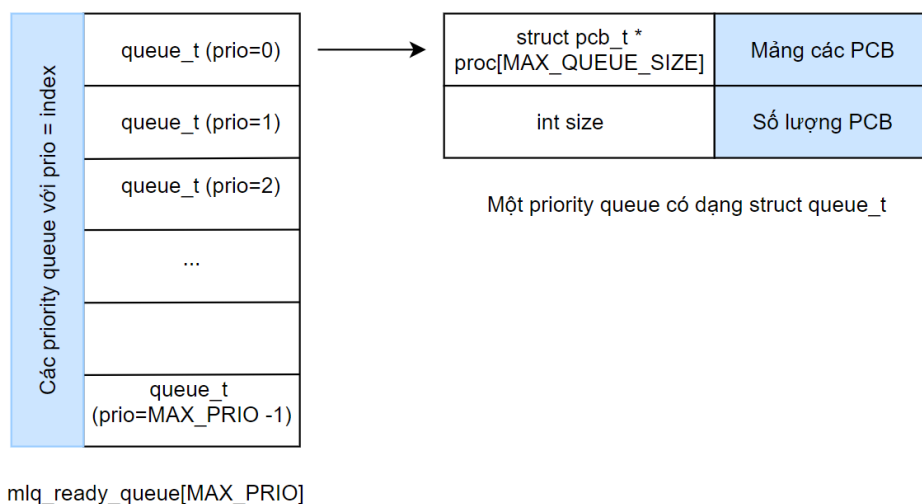 Các priority queue với prio = index
queue_t (prio=0)
queue_t (prio=1)
queue_t (prio=2)
...
queue_t
(prio=MAX_PRIO -1)
mlq_ready_queue[MAX_PRIO]
struct pcb_t *
proc[MAX_QUEUE_SIZE]
Mảng các PCB
int size
Số lượng PCB
Một priority queue có dạng struct queue_t